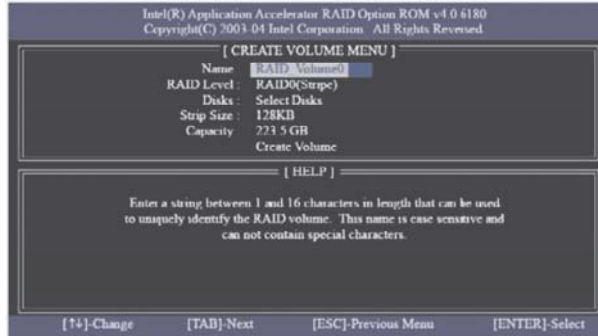 Intel(R) Application Accelerator RAID Option ROM v4.0 6180
Copyright(C) 2003-04 Intel Corporation. All Rights Reversed.
[ CREATE VOLUME MENU ]
Name RAID_Volume0
RAID Level : RAID0(Stripe)
Disks : Select Disks
Strip Size : 128KB
Capacity 223.5 GB
Create Volume
[ HELP ]
Enter a string between 1 and 16 characters in length that can be used
to uniquely identify the RAID volume. This name is case sensitive and
can not contain special characters.
[↑↓]-Change [TAB]-Next [ESC]-Previous Menu [ENTER]-Select